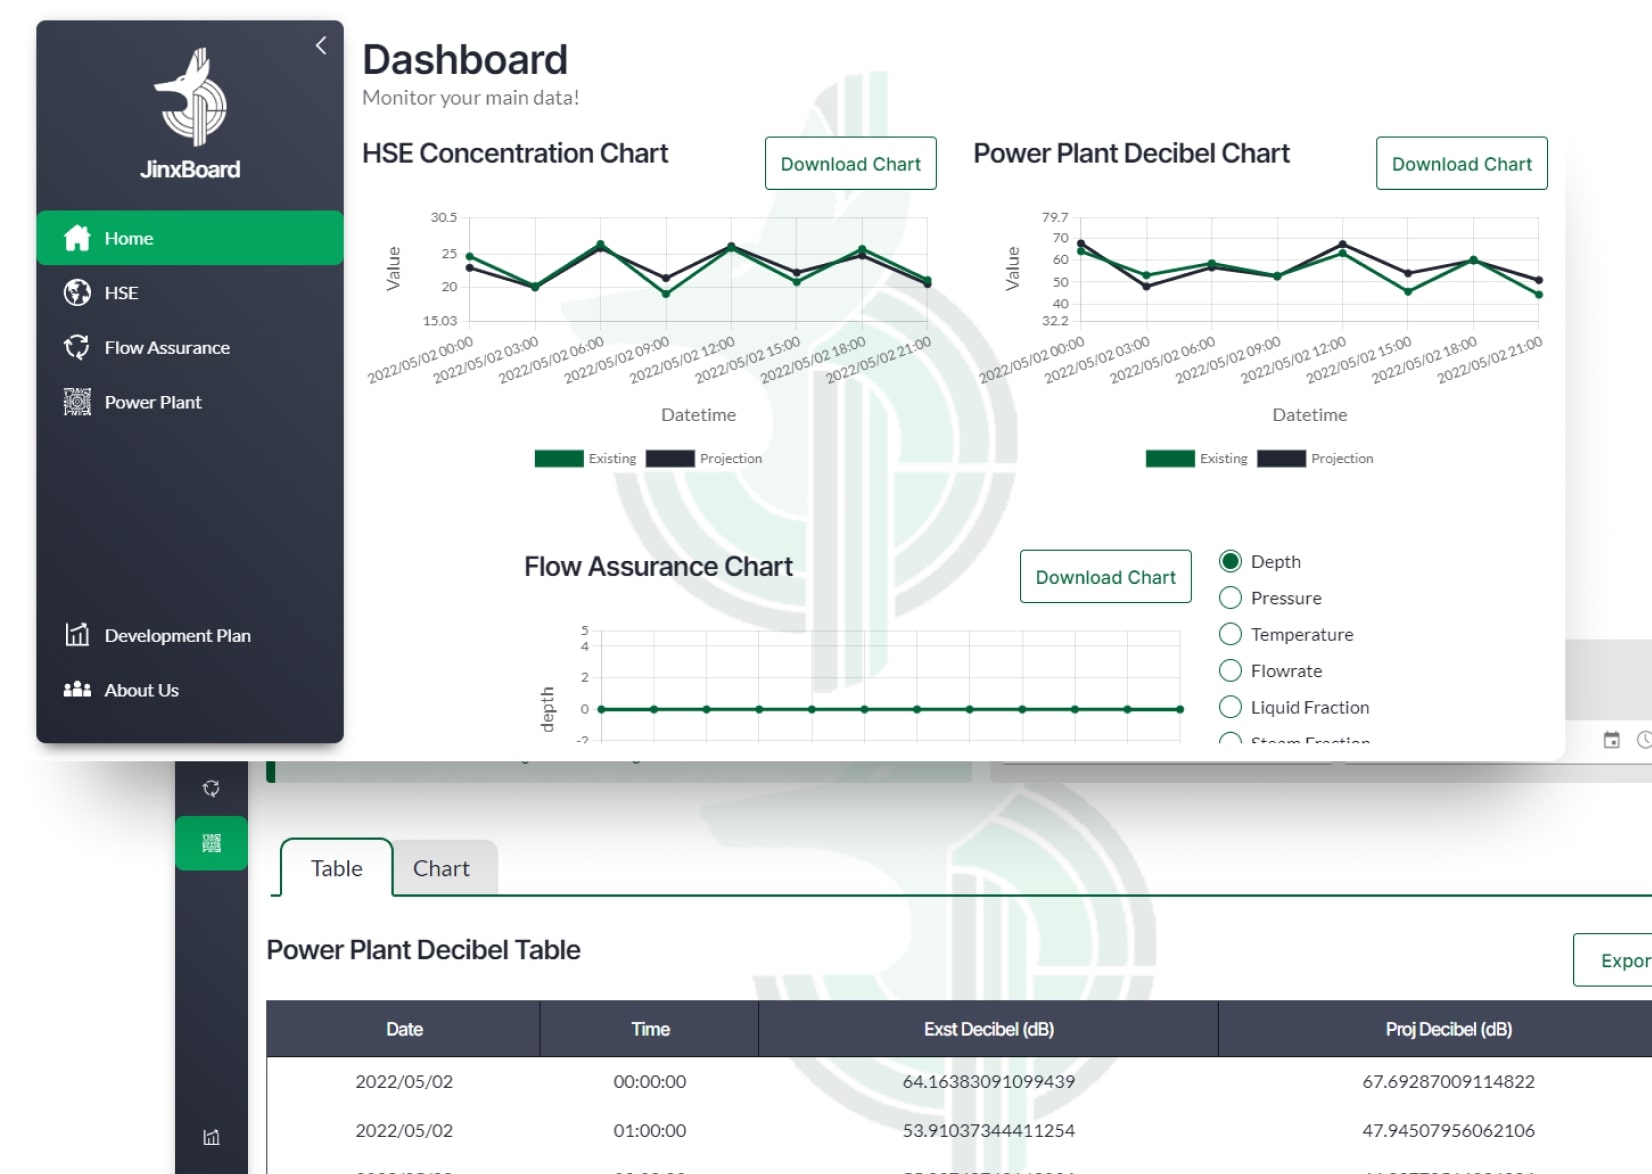 Dashboard
Monitor your main data!
JinxBoard
Home
HSE
Flow Assurance
Power Plant
Development Plan
About Us
HSE Concentration Chart
Download Chart
Value
30.5
25
20
15.03
2022/05/02 00:00
2022/05/02 03:00
2022/05/02 06:00
2022/05/02 09:00
2022/05/02 12:00
2022/05/02 15:00
2022/05/02 18:00
2022/05/02 21:00
Datetime
Existing Projection
Power Plant Decibel Chart
Download Chart
Value
79.7
70
60
50
40
32.2
2022/05/02 00:00
2022/05/02 03:00
2022/05/02 06:00
2022/05/02 09:00
2022/05/02 12:00
2022/05/02 15:00
2022/05/02 18:00
2022/05/02 21:00
Datetime
Existing Projection
Flow Assurance Chart
Download Chart
depth
5
4
2
0
-2
Depth
Pressure
Temperature
Flowrate
Liquid Fraction
Steam Fraction
Table Chart
Power Plant Decibel Table
Expor
Date Time Exst Decibel (dB) Proj Decibel (dB)
2022/05/02 00:00:00 64.16383091099439 67.69287009114822
2022/05/02 01:00:00 53.91037344411254 47.94507956062106